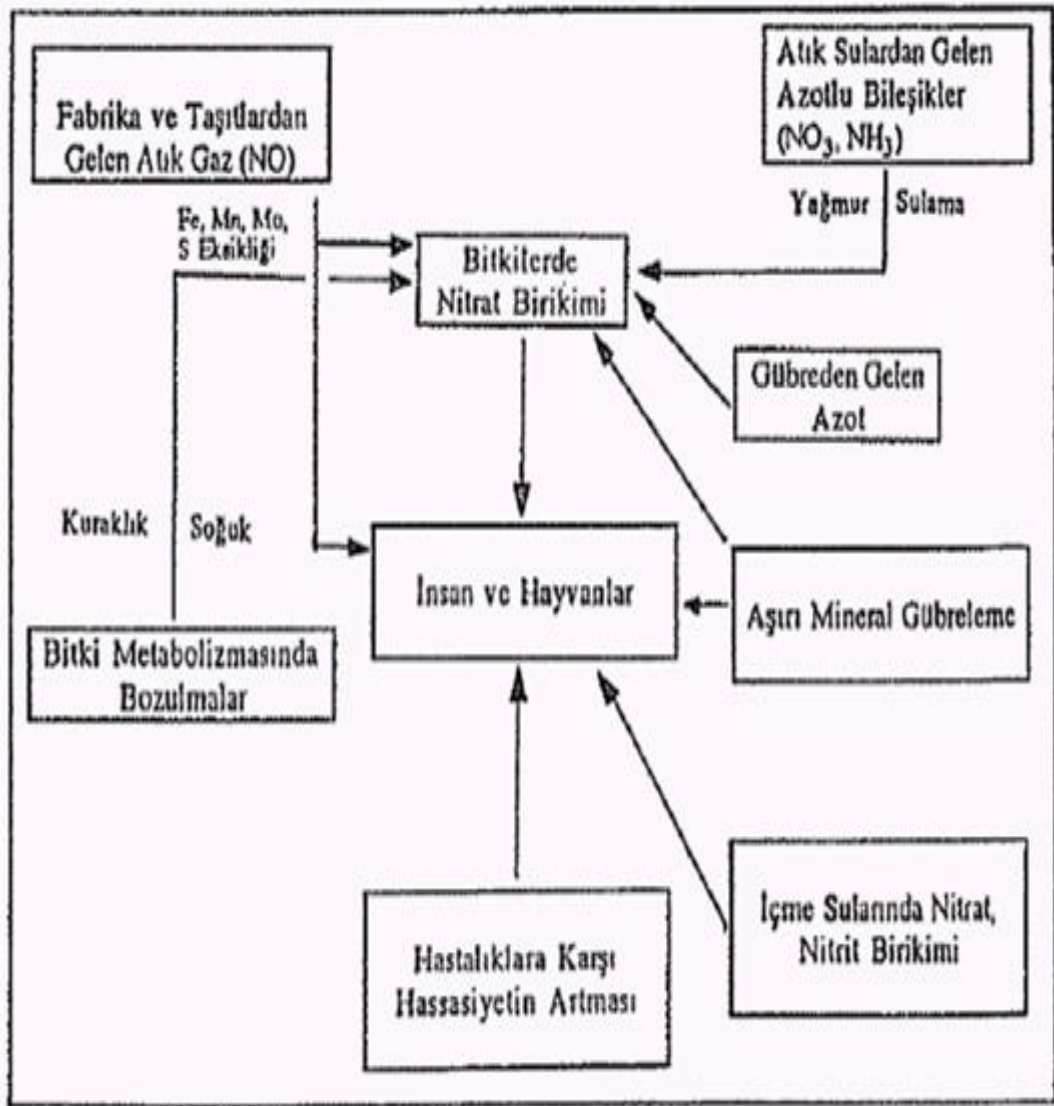 Fabrika ve Taşıtlardan
Gelen Atık Gaz (NO)
Atık Sulardan Gelen
Azotlu Bileşikler
(NO₃, NH₃)
Fe, Mn, Mo,
S Eksikliği
Yağmur
Sulama
Bitkilerde
Nitrat Birikimi
Gübreden Gelen
Azot
Kuraklık
Soğuk
İnsan ve Hayvanlar
Aşırı Mineral Gübreleme
Bitki Metabolizmasında
Bozulmalar
Hastalıklara Karşı
Hassasiyetin Artması
İçme Sularında Nitrat,
Nitrit Birikimi